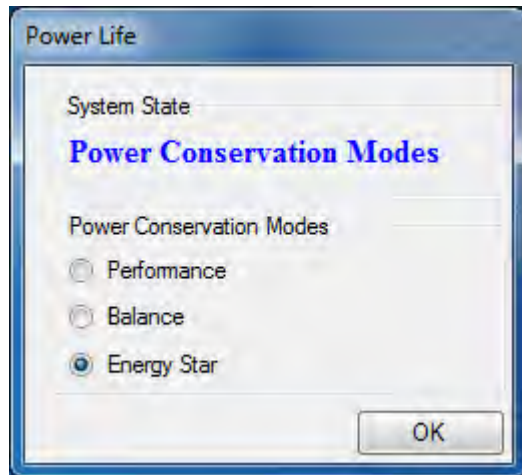 Power Life
System State
Power Conservation Modes
Power Conservation Modes
Performance
Balance
Energy Star
OK